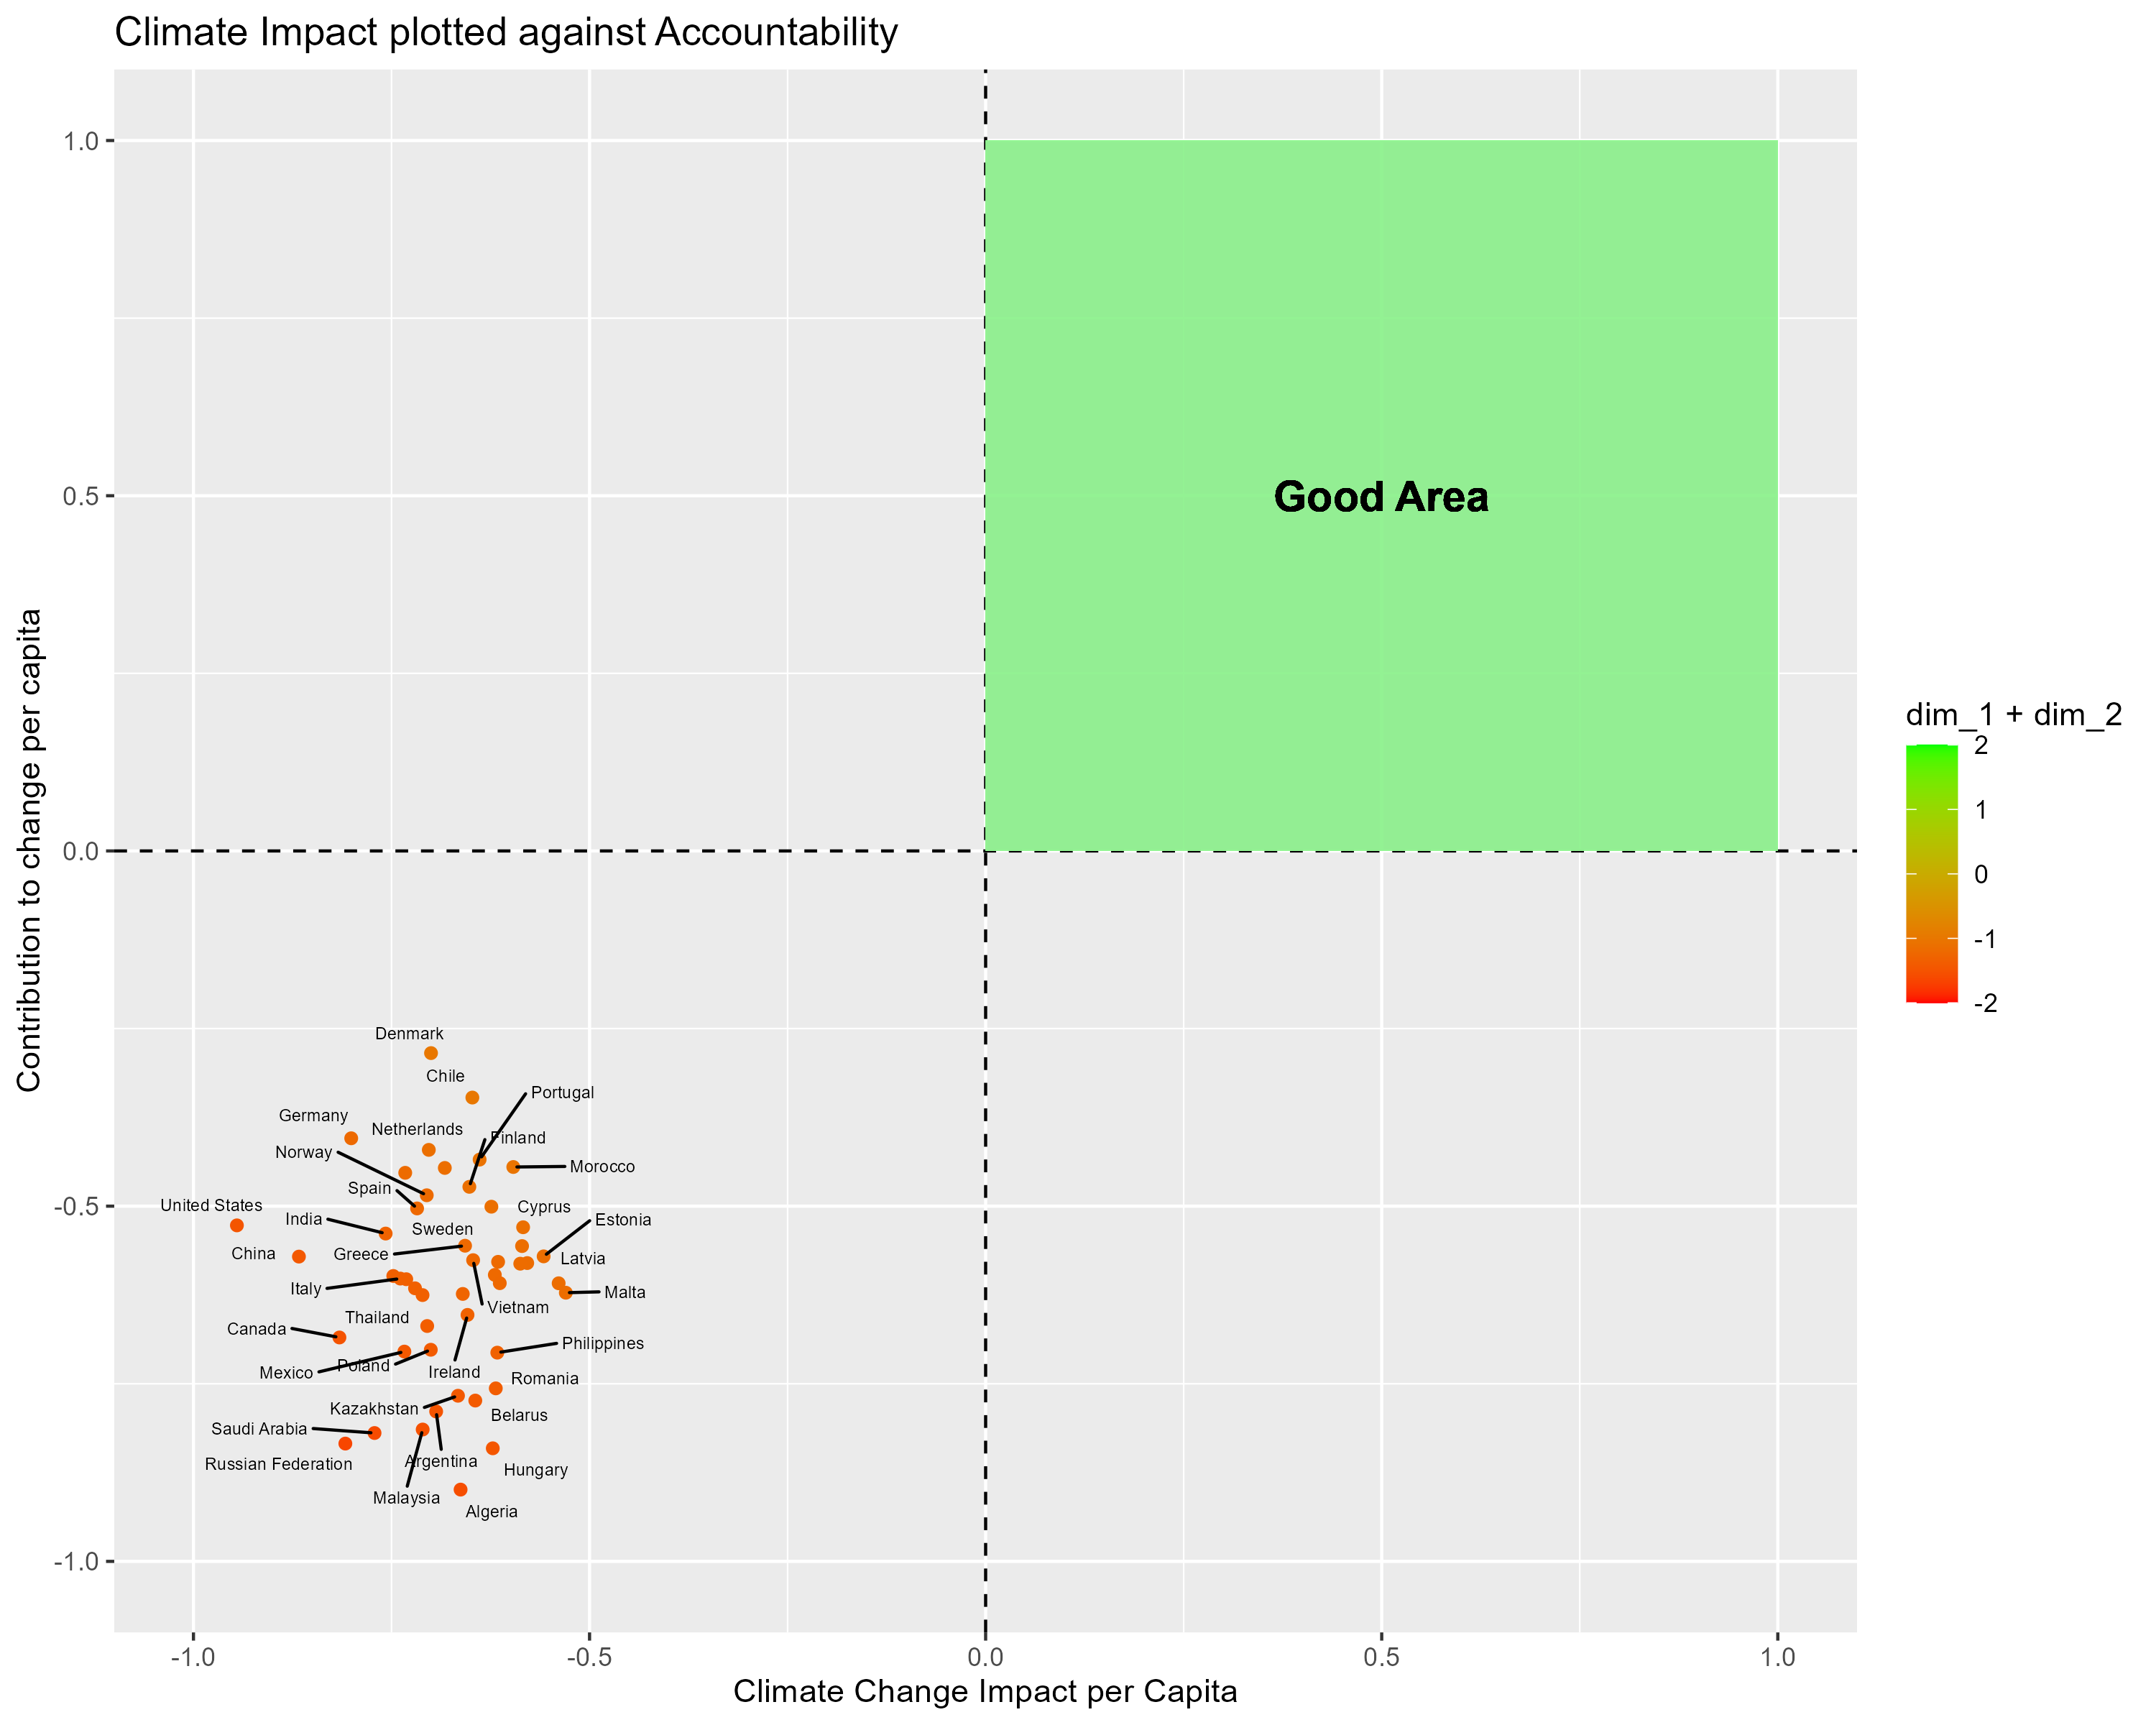 Climate Impact plotted against Accountability
Contribution to change per capita
1.0
0.5
0.0
-0.5
-1.0
Good Area
Denmark
Chile
Portugal
Germany
Netherlands
Finland
Norway
Morocco
Spain
United States
Cyprus
India
Sweden
Estonia
China
Greece
Latvia
Italy
Malta
Vietnam
Thailand
Canada
Philippines
Mexico
Poland
Ireland
Romania
Kazakhstan
Belarus
Saudi Arabia
Russian Federation
Argentina
Hungary
Malaysia
Algeria
-1.0
-0.5
0.0
0.5
1.0
Climate Change Impact per Capita
dim_1 + dim_2
2
1
0
-1
-2